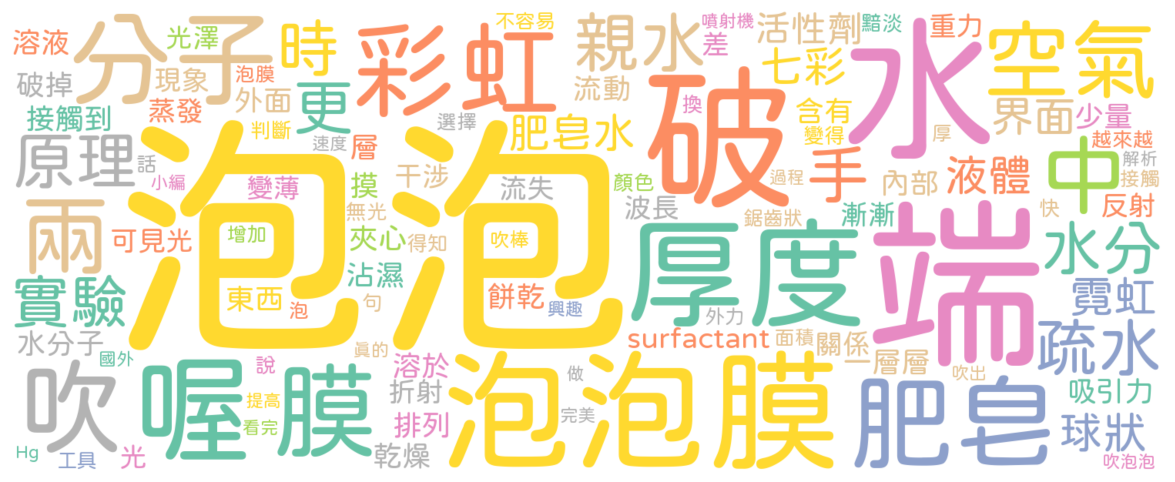 溶液
分子
光澤
時
彩虹
不容易
親水
噴射機
差
活性劑
黯淡
重力
空氣
破掉
現象
泡膜
七彩
水
蒸發
外面
更
流動
換
含有
界面
少量
接觸到
判斷
選擇
肥皂水
破
變得
厚
越來越
原理
話
速度
層
手
中
解析
小編
變薄
摸
干涉
流失
顏色
過程
內部
液體
接觸
泡泡
無光
波長
鋸齒狀
漸漸
快
反射
兩
可見光
增加
夾心
得知
吹棒
厚度
端
水分
實驗
東西
沾濕
餅乾
霓虹
泡
句
興趣
外力
水分子
surfactant
面積
關係
疏水
國外
眞的
一層層
吹
喔
說
膜
溶於
泡泡膜
做
吹出
肥皂
吸引力
提高
折射
看完
排列
完美
球狀
Hg
工具
光
乾燥
吹泡泡